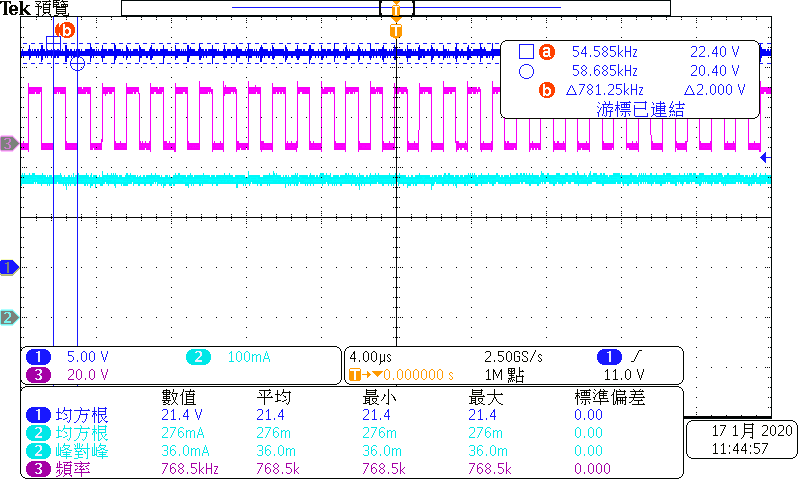 Tek 預覽
T
b
T
a 54.585kHz 22.40 V
58.685kHz 20.40 V
b △781.25kHz △2.000 V
游標已連結
3
1
2
1 5.00 V 2 100mA
3 20.0 V
4.00µs 2.50GS/s 1
T→▼0.000000 s 1M 點 11.0 V
數值 平均 最小 最大 標準偏差
1 均方根 21.4 V 21.4 21.4 21.4 0.00
2 均方根 276mA 276m 276m 276m 0.00
2 峰對峰 36.0mA 36.0m 36.0m 36.0m 0.00
3 頻率 768.5kHz 768.5k 768.5k 768.5k 0.000
17 1月 2020
11:44:57